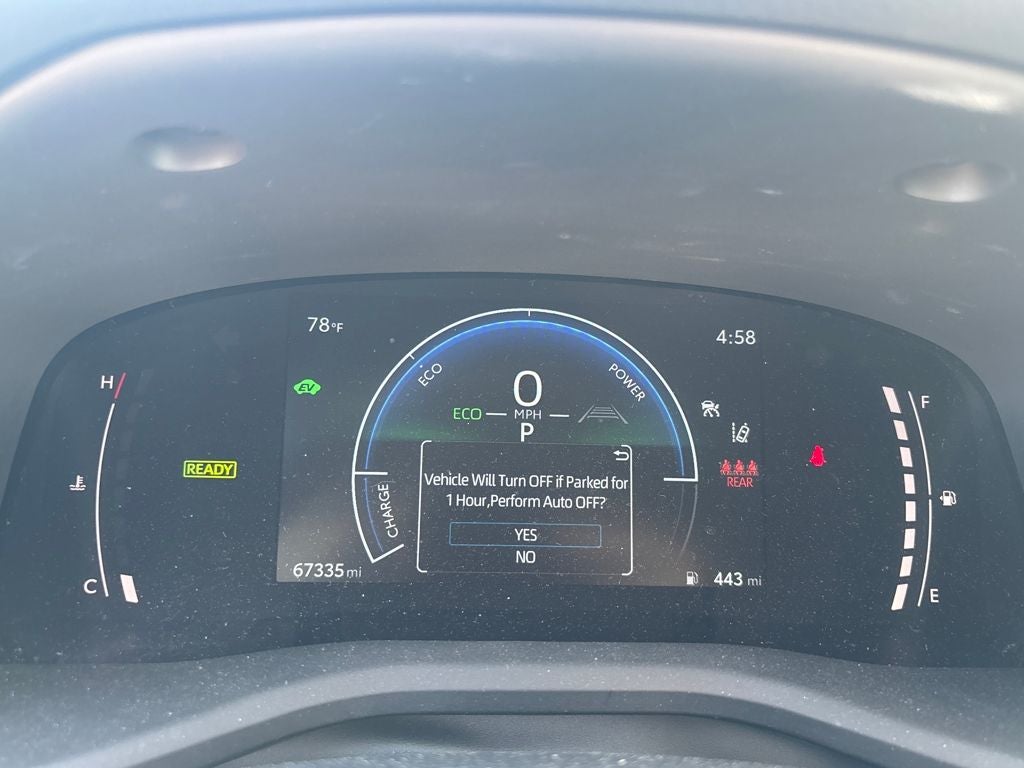 78°F
4:58
H
EV
ECO
POWER
0
ECO MPH
P
READY
CHARGE
REAR
F
Vehicle Will Turn OFF if Parked for
1 Hour,Perform Auto OFF?
YES
NO
C
67335 mi
443 mi
E